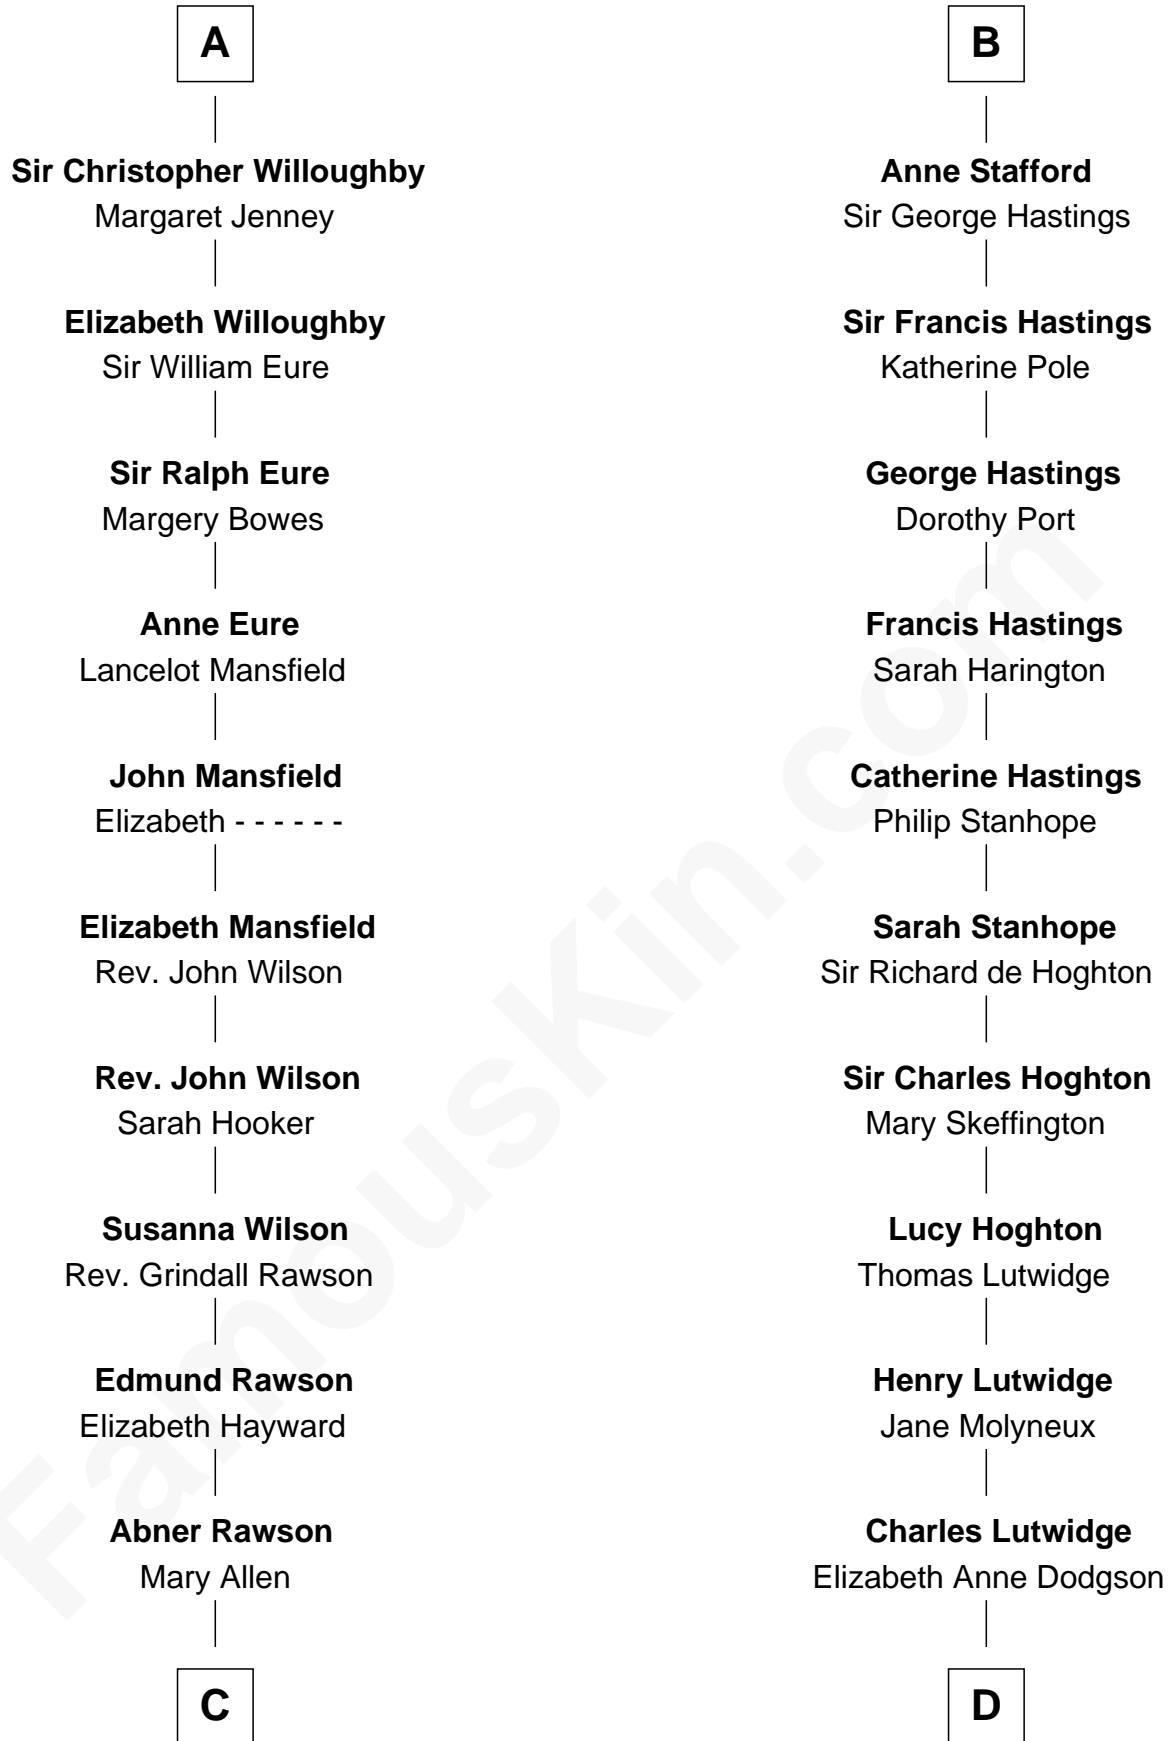 A
Sir Christopher Willoughby
Margaret Jenney
Elizabeth Willoughby
Sir William Eure
Sir Ralph Eure
Margery Bowes
Anne Eure
Lancelot Mansfield
John Mansfield
Elizabeth - - - - - -
Elizabeth Mansfield
Rev. John Wilson
Rev. John Wilson
Sarah Hooker
Susanna Wilson
Rev. Grindall Rawson
Edmund Rawson
Elizabeth Hayward
Abner Rawson
Mary Allen
C
B
Anne Stafford
Sir George Hastings
Sir Francis Hastings
Katherine Pole
George Hastings
Dorothy Port
Francis Hastings
Sarah Harington
Catherine Hastings
Philip Stanhope
Sarah Stanhope
Sir Richard de Hoghton
Sir Charles Hoghton
Mary Skeffington
Lucy Hoghton
Thomas Lutwidge
Henry Lutwidge
Jane Molyneux
Charles Lutwidge
Elizabeth Anne Dodgson
D
FamousKin.com